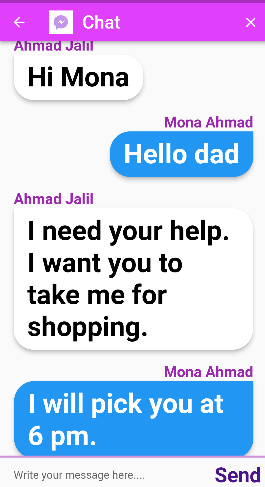 Chat
Ahmad Jalil
Hi Mona
Mona Ahmad
Hello dad
Ahmad Jalil
I need your help.
I want you to
take me for
shopping.
Mona Ahmad
I will pick you at
6 pm.
Write your message here....
Send